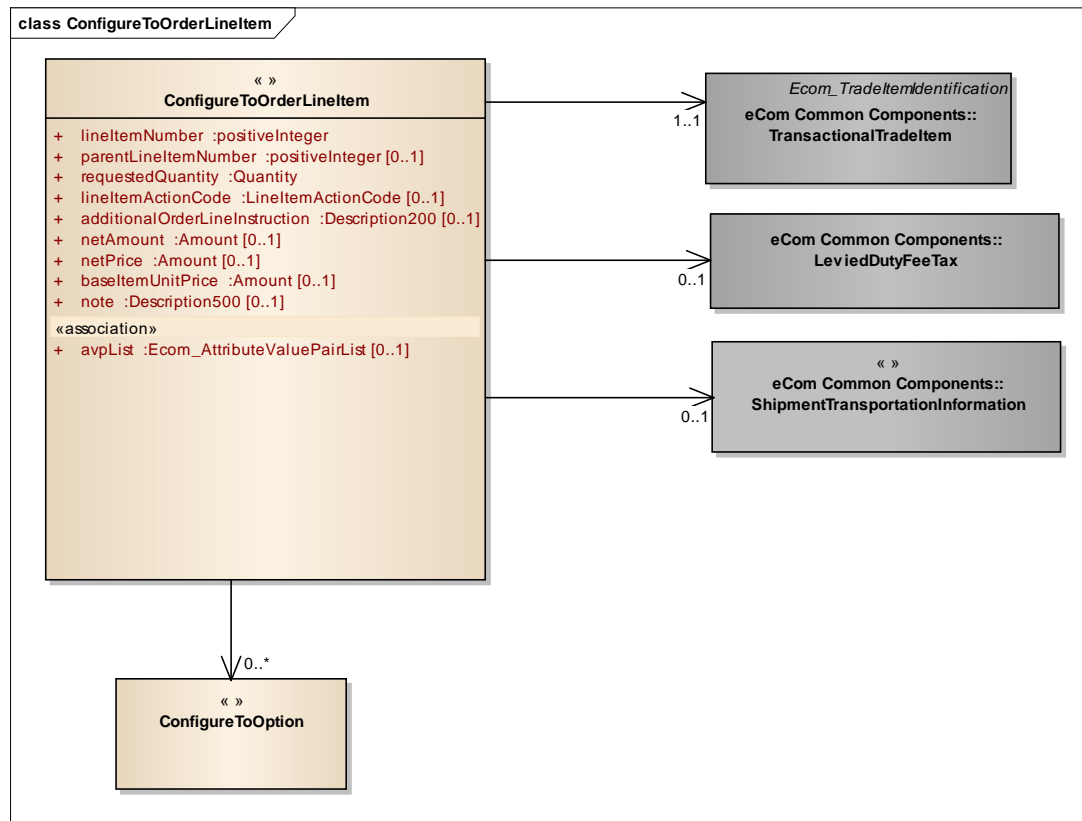 class ConfigureToOrderLineItem
« »
ConfigureToOrderLineItem
+ lineItemNumber :positiveInteger
+ parentLineItemNumber :positiveInteger [0..1]
+ requestedQuantity :Quantity
+ lineItemActionCode :LineItemActionCode [0..1]
+ additionalOrderLineInstruction :Description200 [0..1]
+ netAmount :Amount [0..1]
+ netPrice :Amount [0..1]
+ baseItemUnitPrice :Amount [0..1]
+ note :Description500 [0..1]
«association»
+ avpList :Ecom_AttributeValuePairList [0..1]
1..1
Ecom_TradeItemIdentification
eCom Common Components::
TransactionalTradeItem
0..1
eCom Common Components::
LeviedDutyFeeTax
0..1
« »
eCom Common Components::
ShipmentTransportationInformation
0..*
« »
ConfigureToOption